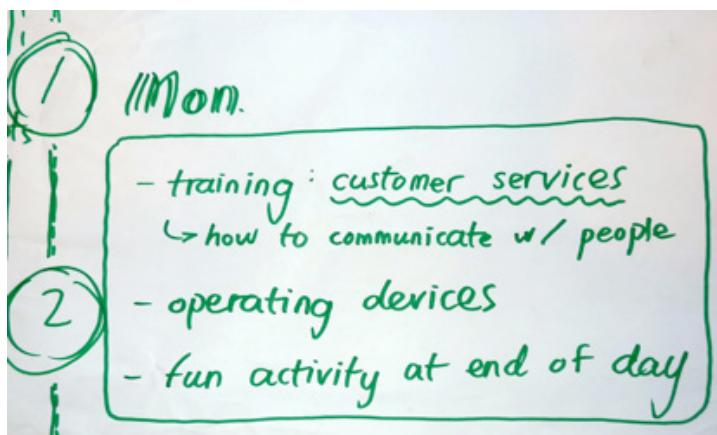 1
Mon.
- training : customer services
↳ how to communicate w/ people
2
- operating devices
- fun activity at end of day